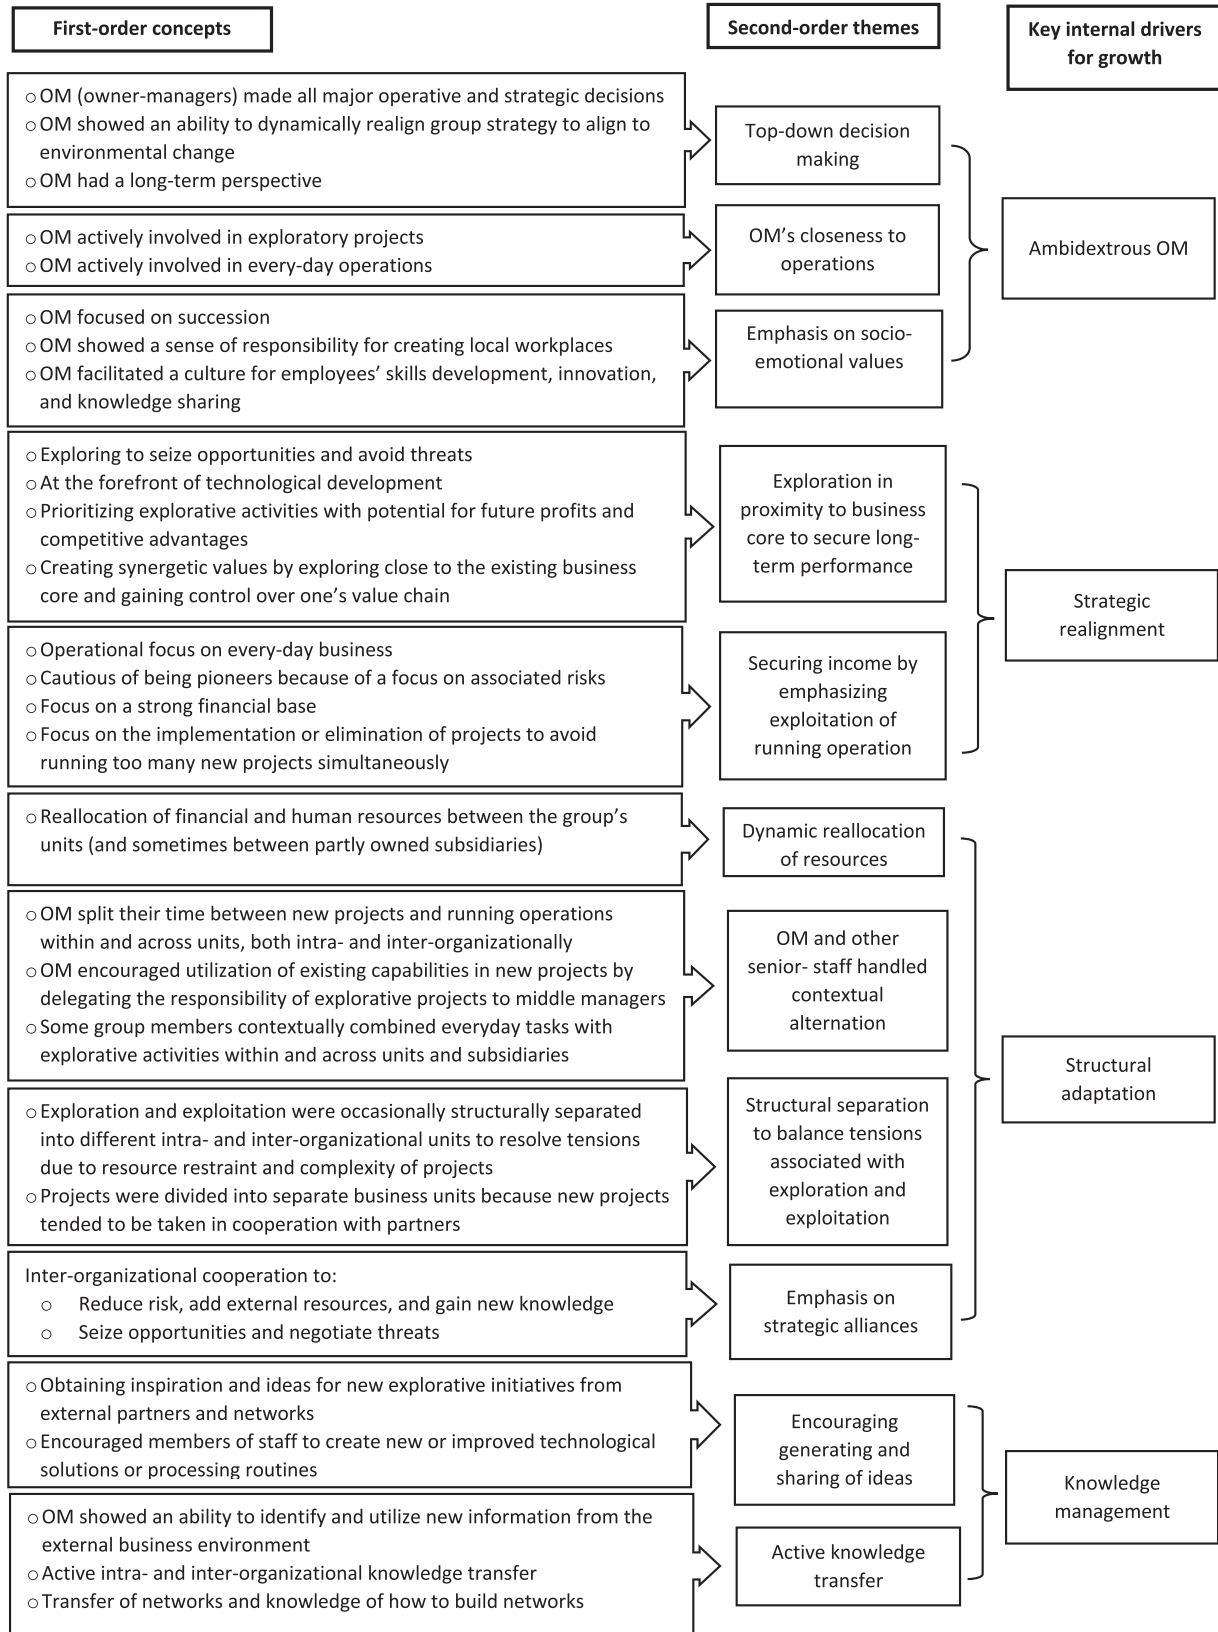 First-order concepts
Second-order themes
Key internal drivers
for growth
○ OM (owner-managers) made all major operative and strategic decisions
○ OM showed an ability to dynamically realign group strategy to align to
environmental change
○ OM had a long-term perspective
Top-down decision
making
○ OM actively involved in exploratory projects
○ OM actively involved in every-day operations
OM's closeness to
operations
Ambidextrous OM
○ OM focused on succession
○ OM showed a sense of responsibility for creating local workplaces
○ OM facilitated a culture for employees' skills development, innovation,
and knowledge sharing
Emphasis on socio-
emotional values
○ Exploring to seize opportunities and avoid threats
○ At the forefront of technological development
○ Prioritizing explorative activities with potential for future profits and
competitive advantages
○ Creating synergetic values by exploring close to the existing business
core and gaining control over one's value chain
Exploration in
proximity to business
core to secure long-
term performance
Strategic
realignment
○ Operational focus on every-day business
○ Cautious of being pioneers because of a focus on associated risks
○ Focus on a strong financial base
○ Focus on the implementation or elimination of projects to avoid
running too many new projects simultaneously
Securing income by
emphasizing
exploitation of
running operation
○ Reallocation of financial and human resources between the group's
units (and sometimes between partly owned subsidiaries)
Dynamic reallocation
of resources
○ OM split their time between new projects and running operations
within and across units, both intra- and inter-organizationally
○ OM encouraged utilization of existing capabilities in new projects by
delegating the responsibility of explorative projects to middle managers
○ Some group members contextually combined everyday tasks with
explorative activities within and across units and subsidiaries
OM and other
senior- staff handled
contextual
alternation
Structural
adaptation
○ Exploration and exploitation were occasionally structurally separated
into different intra- and inter-organizational units to resolve tensions
due to resource restraint and complexity of projects
○ Projects were divided into separate business units because new projects
tended to be taken in cooperation with partners
Structural separation
to balance tensions
associated with
exploration and
exploitation
Inter-organizational cooperation to:
○ Reduce risk, add external resources, and gain new knowledge
○ Seize opportunities and negotiate threats
Emphasis on
strategic alliances
○ Obtaining inspiration and ideas for new explorative initiatives from
external partners and networks
○ Encouraged members of staff to create new or improved technological
solutions or processing routines
Encouraging
generating and
sharing of ideas
Knowledge
management
○ OM showed an ability to identify and utilize new information from the
external business environment
○ Active intra- and inter-organizational knowledge transfer
○ Transfer of networks and knowledge of how to build networks
Active knowledge
transfer